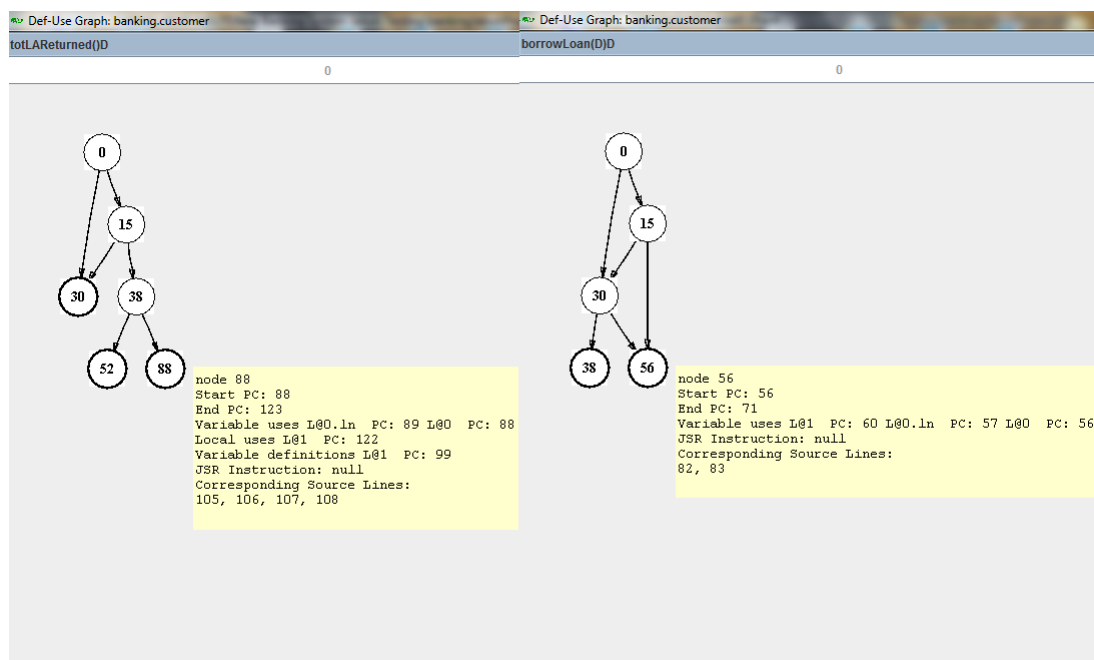 Def-Use Graph: banking.customer
totLAReturned()D
0
0
15
30
38
52
88
node 88
Start PC: 88
End PC: 123
Variable uses L@0.ln  PC: 89 L@0  PC: 88
Local uses L@1  PC: 122
Variable definitions L@1  PC: 99
JSR Instruction: null
Corresponding Source Lines:
105, 106, 107, 108
Def-Use Graph: banking.customer
borrowLoan(D)D
0
0
15
30
38
56
node 56
Start PC: 56
End PC: 71
Variable uses L@1  PC: 60 L@0.ln  PC: 57 L@0  PC: 56
JSR Instruction: null
Corresponding Source Lines:
82, 83